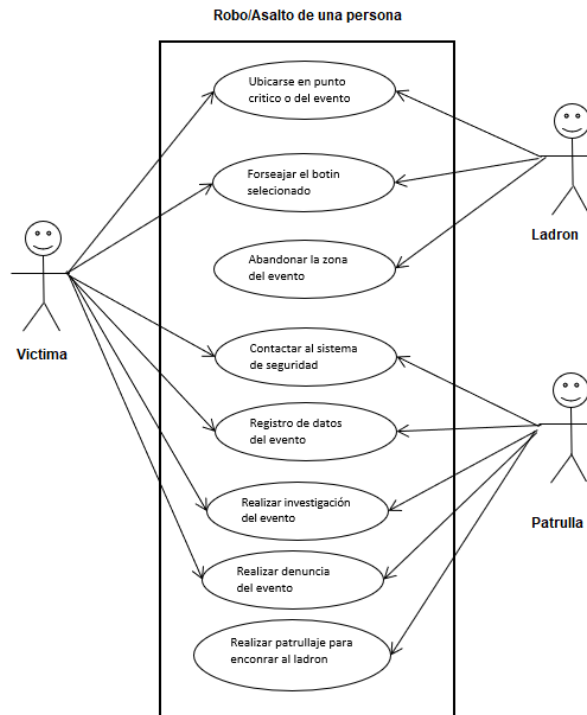 Robo/Asalto de una persona
Ubicarse en punto
critico o del evento
Forseajar el botin
selecionado
Ladron
Abandonar la zona
del evento
Victima
Contactar al sistema
de seguridad
Registro de datos
del evento
Realizar investigación
del evento
Patrulla
Realizar denuncia
del evento
Realizar patrullaje para
enconrar al ladron